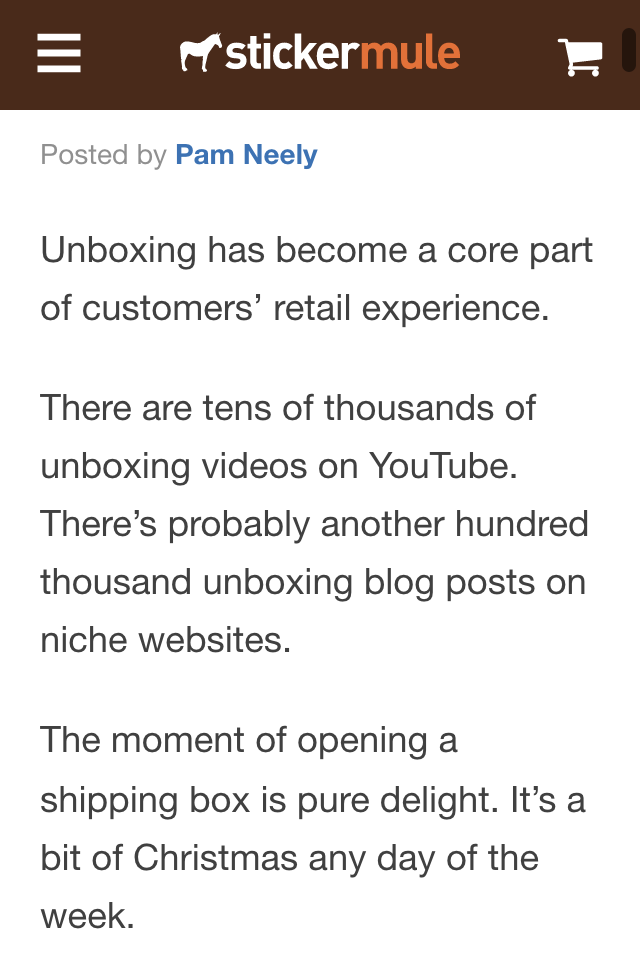 stickermule
Posted by Pam Neely
Unboxing has become a core part
of customers’ retail experience.
There are tens of thousands of
unboxing videos on YouTube.
There’s probably another hundred
thousand unboxing blog posts on
niche websites.
The moment of opening a
shipping box is pure delight. It’s a
bit of Christmas any day of the
week.